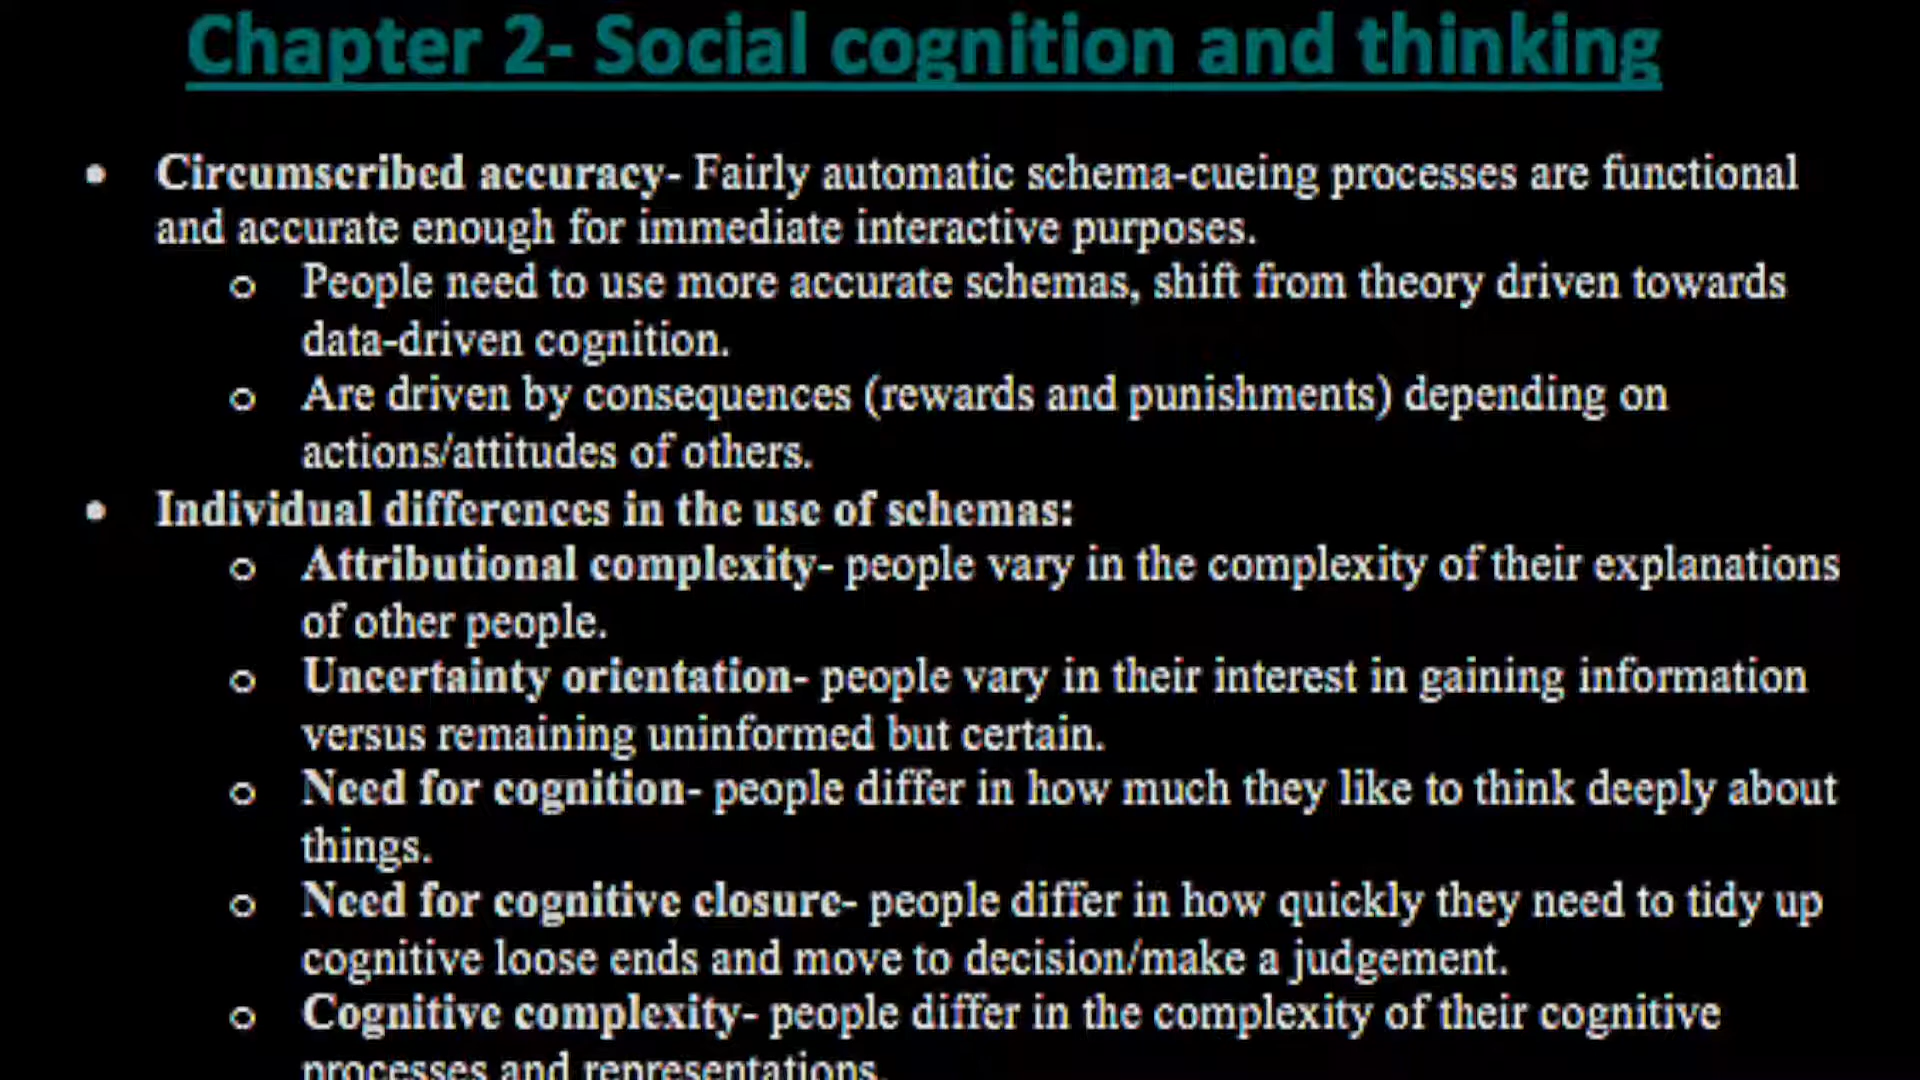 Chapter 2- Social cognition and thinking
• Circumscribed accuracy- Fairly automatic schema-cueing processes are functional
and accurate enough for immediate interactive purposes.
o People need to use more accurate schemas, shift from theory driven towards
data-driven cognition.
o Are driven by consequences (rewards and punishments) depending on
actions/attitudes of others.
• Individual differences in the use of schemas:
o Attributional complexity- people vary in the complexity of their explanations
of other people.
o Uncertainty orientation- people vary in their interest in gaining information
versus remaining uninformed but certain.
o Need for cognition- people differ in how much they like to think deeply about
things.
o Need for cognitive closure- people differ in how quickly they need to tidy up
cognitive loose ends and move to decision/make a judgement.
o Cognitive complexity- people differ in the complexity of their cognitive
processes and representations.